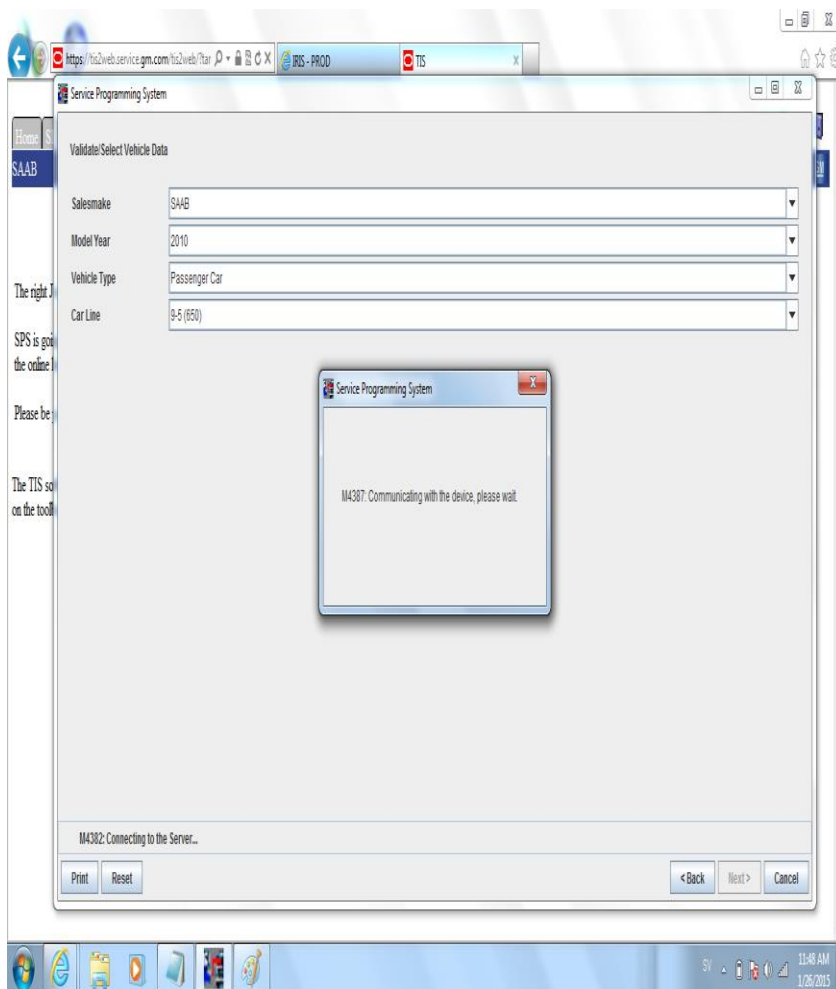 https://tis2web.service.gm.com/tis2web/?tar
IRIS - PROD
TIS
Service Programming System
Home
SAAB
Validate/Select Vehicle Data
Salesmake SAAB
Model Year 2010
Vehicle Type Passenger Car
Car Line 9-5 (650)
The right J
SPS is goi
the online
Please be
The TIS so
on the tool
Service Programming System
M4387: Communicating with the device, please wait.
M4382: Connecting to the Server...
Print Reset < Back Next > Cancel
SV
11:48 AM
1/26/2015